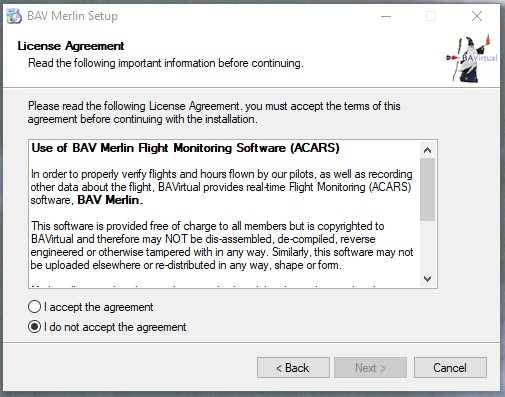 BAV Merlin Setup
License Agreement
Read the following important information before continuing.
BAVirtual
Please read the following License Agreement. you must accept the terms of this
agreement before continuing with the installation.
Use of BAV Merlin Flight Monitoring Software (ACARS)
In order to properly verify flights and hours flown by our pilots, as well as recording
other data about the flight, BAVirtual provides real-time Flight Monitoring (ACARS)
software, BAV Merlin.
This software is provided free of charge to all members but is copyrighted to
BAVirtual and therefore may NOT be dis-assembled, de-compiled, reverse
engineered or otherwise tampered with in any way. Similarly, this software may not
be uploaded elsewhere or re-distributed in any way, shape or form.
I accept the agreement
I do not accept the agreement
< Back
Next >
Cancel